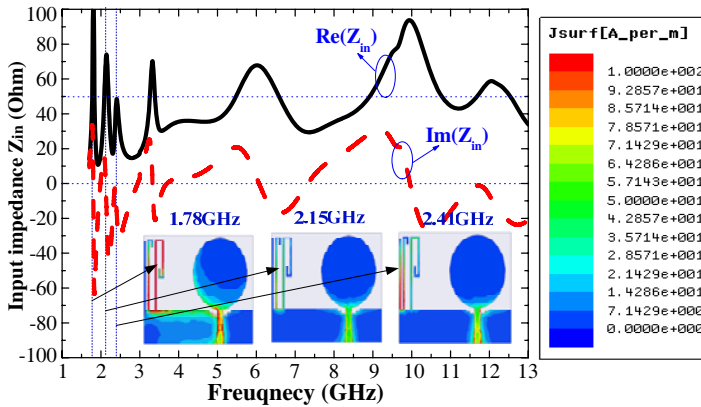 100
80
60
40
20
0
-20
-40
-60
-80
-100
Input impedance Zin (Ohm)
Re(Zin)
Im(Zin)
1.78GHz
2.15GHz
2.41GHz
1 2 3 4 5 6 7 8 9 10 11 12 13
Freuqnecy (GHz)
Jsurf[A_per_m]
1.0000e+002
9.2857e+001
8.5714e+001
7.8571e+001
7.1429e+001
6.4286e+001
5.7143e+001
5.0000e+001
4.2857e+001
3.5714e+001
2.8571e+001
2.1429e+001
1.4286e+001
7.1429e+000
0.0000e+000